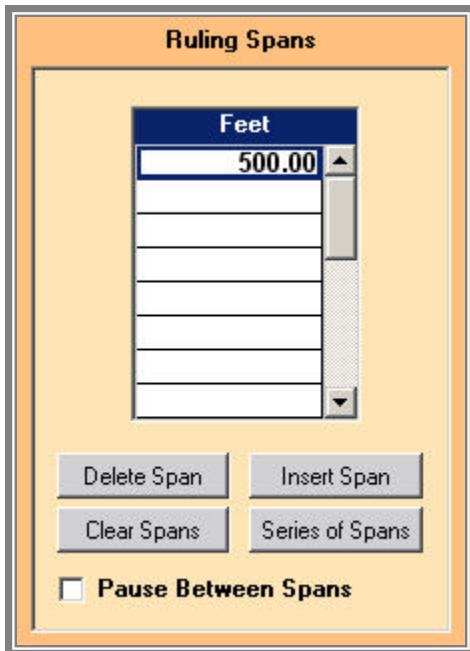 Ruling Spans
Feet
500.00
Delete Span Insert Span
Clear Spans Series of Spans
Pause Between Spans